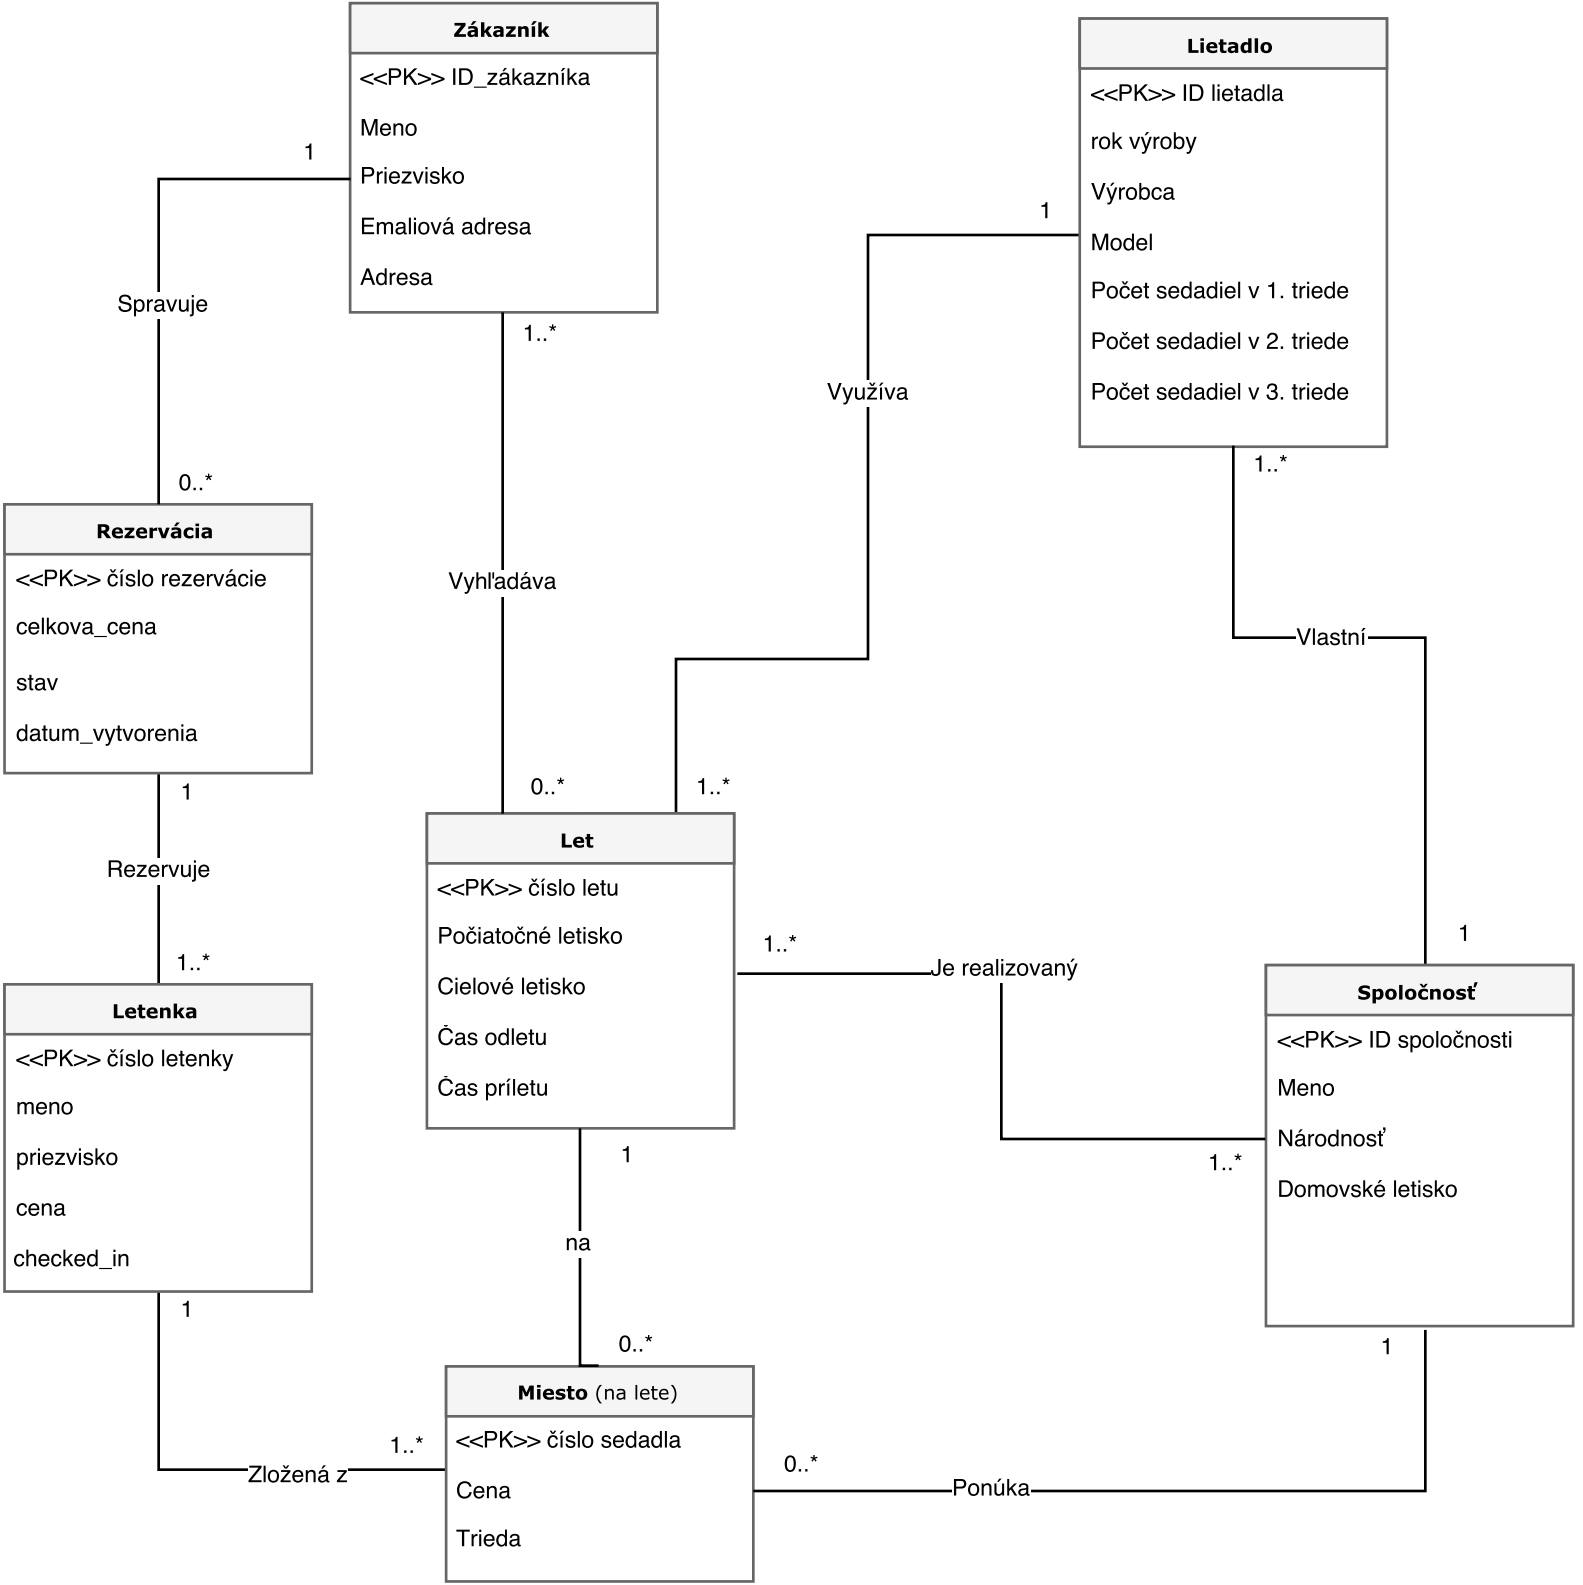 Zákazník
<<PK>> ID_zákazníka
Meno
Priezvisko
Emaliová adresa
Adresa
Lietadlo
<<PK>> ID lietadla
rok výroby
Výrobca
Model
Počet sedadiel v 1. triede
Počet sedadiel v 2. triede
Počet sedadiel v 3. triede
1
Spravuje
0..*
1..*
Vyhľadáva
0..*
1
Využíva
1..*
1..*
Vlastní
1
Rezervácia
<<PK>> číslo rezervácie
celkova_cena
stav
datum_vytvorenia
1
Rezervuje
1..*
Let
<<PK>> číslo letu
Počiatočné letisko
Cielové letisko
Čas odletu
Čas príletu
1..*
Je realizovaný
1..*
Spoločnosť
<<PK>> ID spoločnosti
Meno
Národnosť
Domovské letisko
Letenka
<<PK>> číslo letenky
meno
priezvisko
cena
checked_in
1
na
0..*
1
Zložená z
1..*
Miesto (na lete)
<<PK>> číslo sedadla
Cena
Trieda
0..*
Ponúka
1